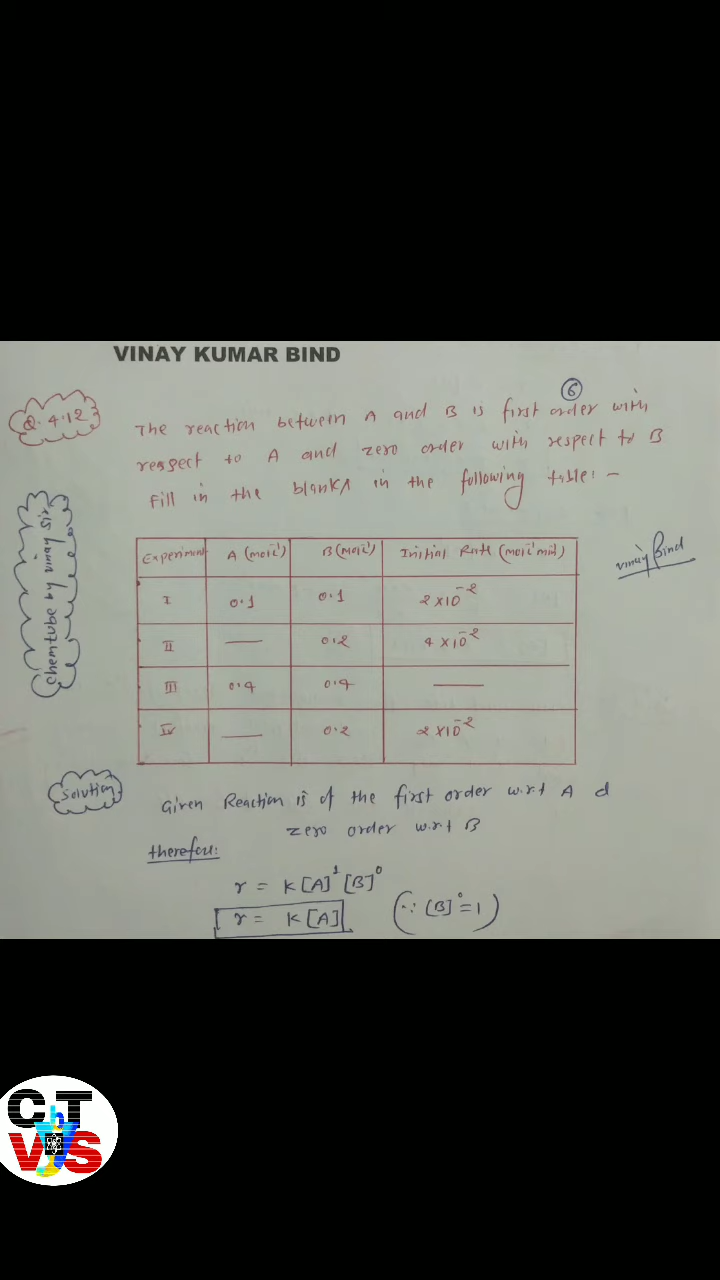 VINAY KUMAR BIND
6
Q. 4.12
The reaction between A and B is first order with
respect to A and zero order with respect to B
Fill in the blanks in the following table: -
chemtube by vinay sir
vinay Bind
Experiment A (mol L⁻¹) B (mol L⁻¹) Initial Rate (mol L⁻¹ min⁻¹)
I 0.1 0.1 2 × 10⁻²
II — 0.2 4 × 10⁻²
III 0.4 0.4 —
IV — 0.2 2 × 10⁻²
Solution
Given Reaction is of the first order w.r.t A &
zero order w.r.t B
therefore:
r = K [A]¹ [B]⁰
r = K [A] (∵ [B]⁰ = 1)
CT
VS